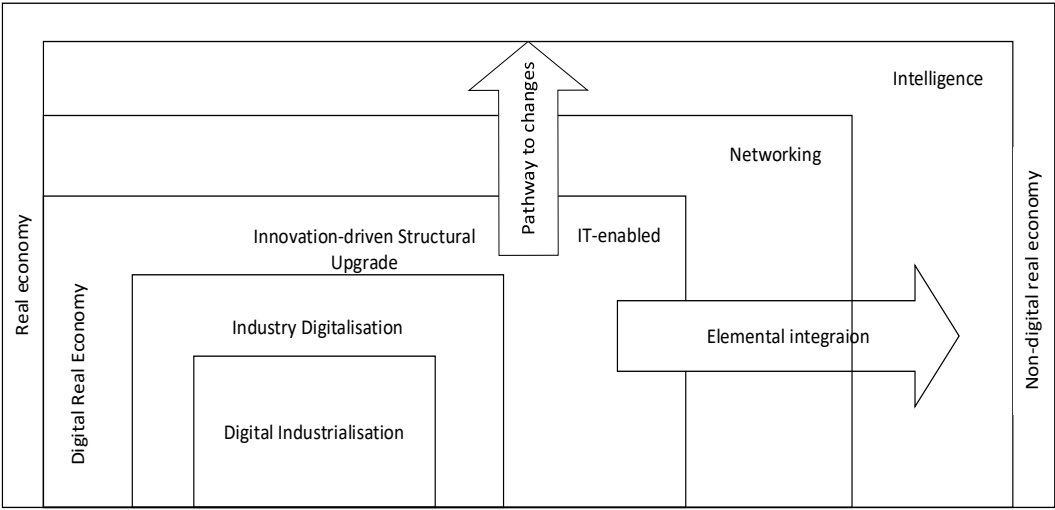 Intelligence
Pathway to changes
Networking
Real economy
Non-digital real economy
Innovation-driven Structural
Upgrade
IT-enabled
Digital Real Economy
Industry Digitalisation
Elemental integraion
Digital Industrialisation